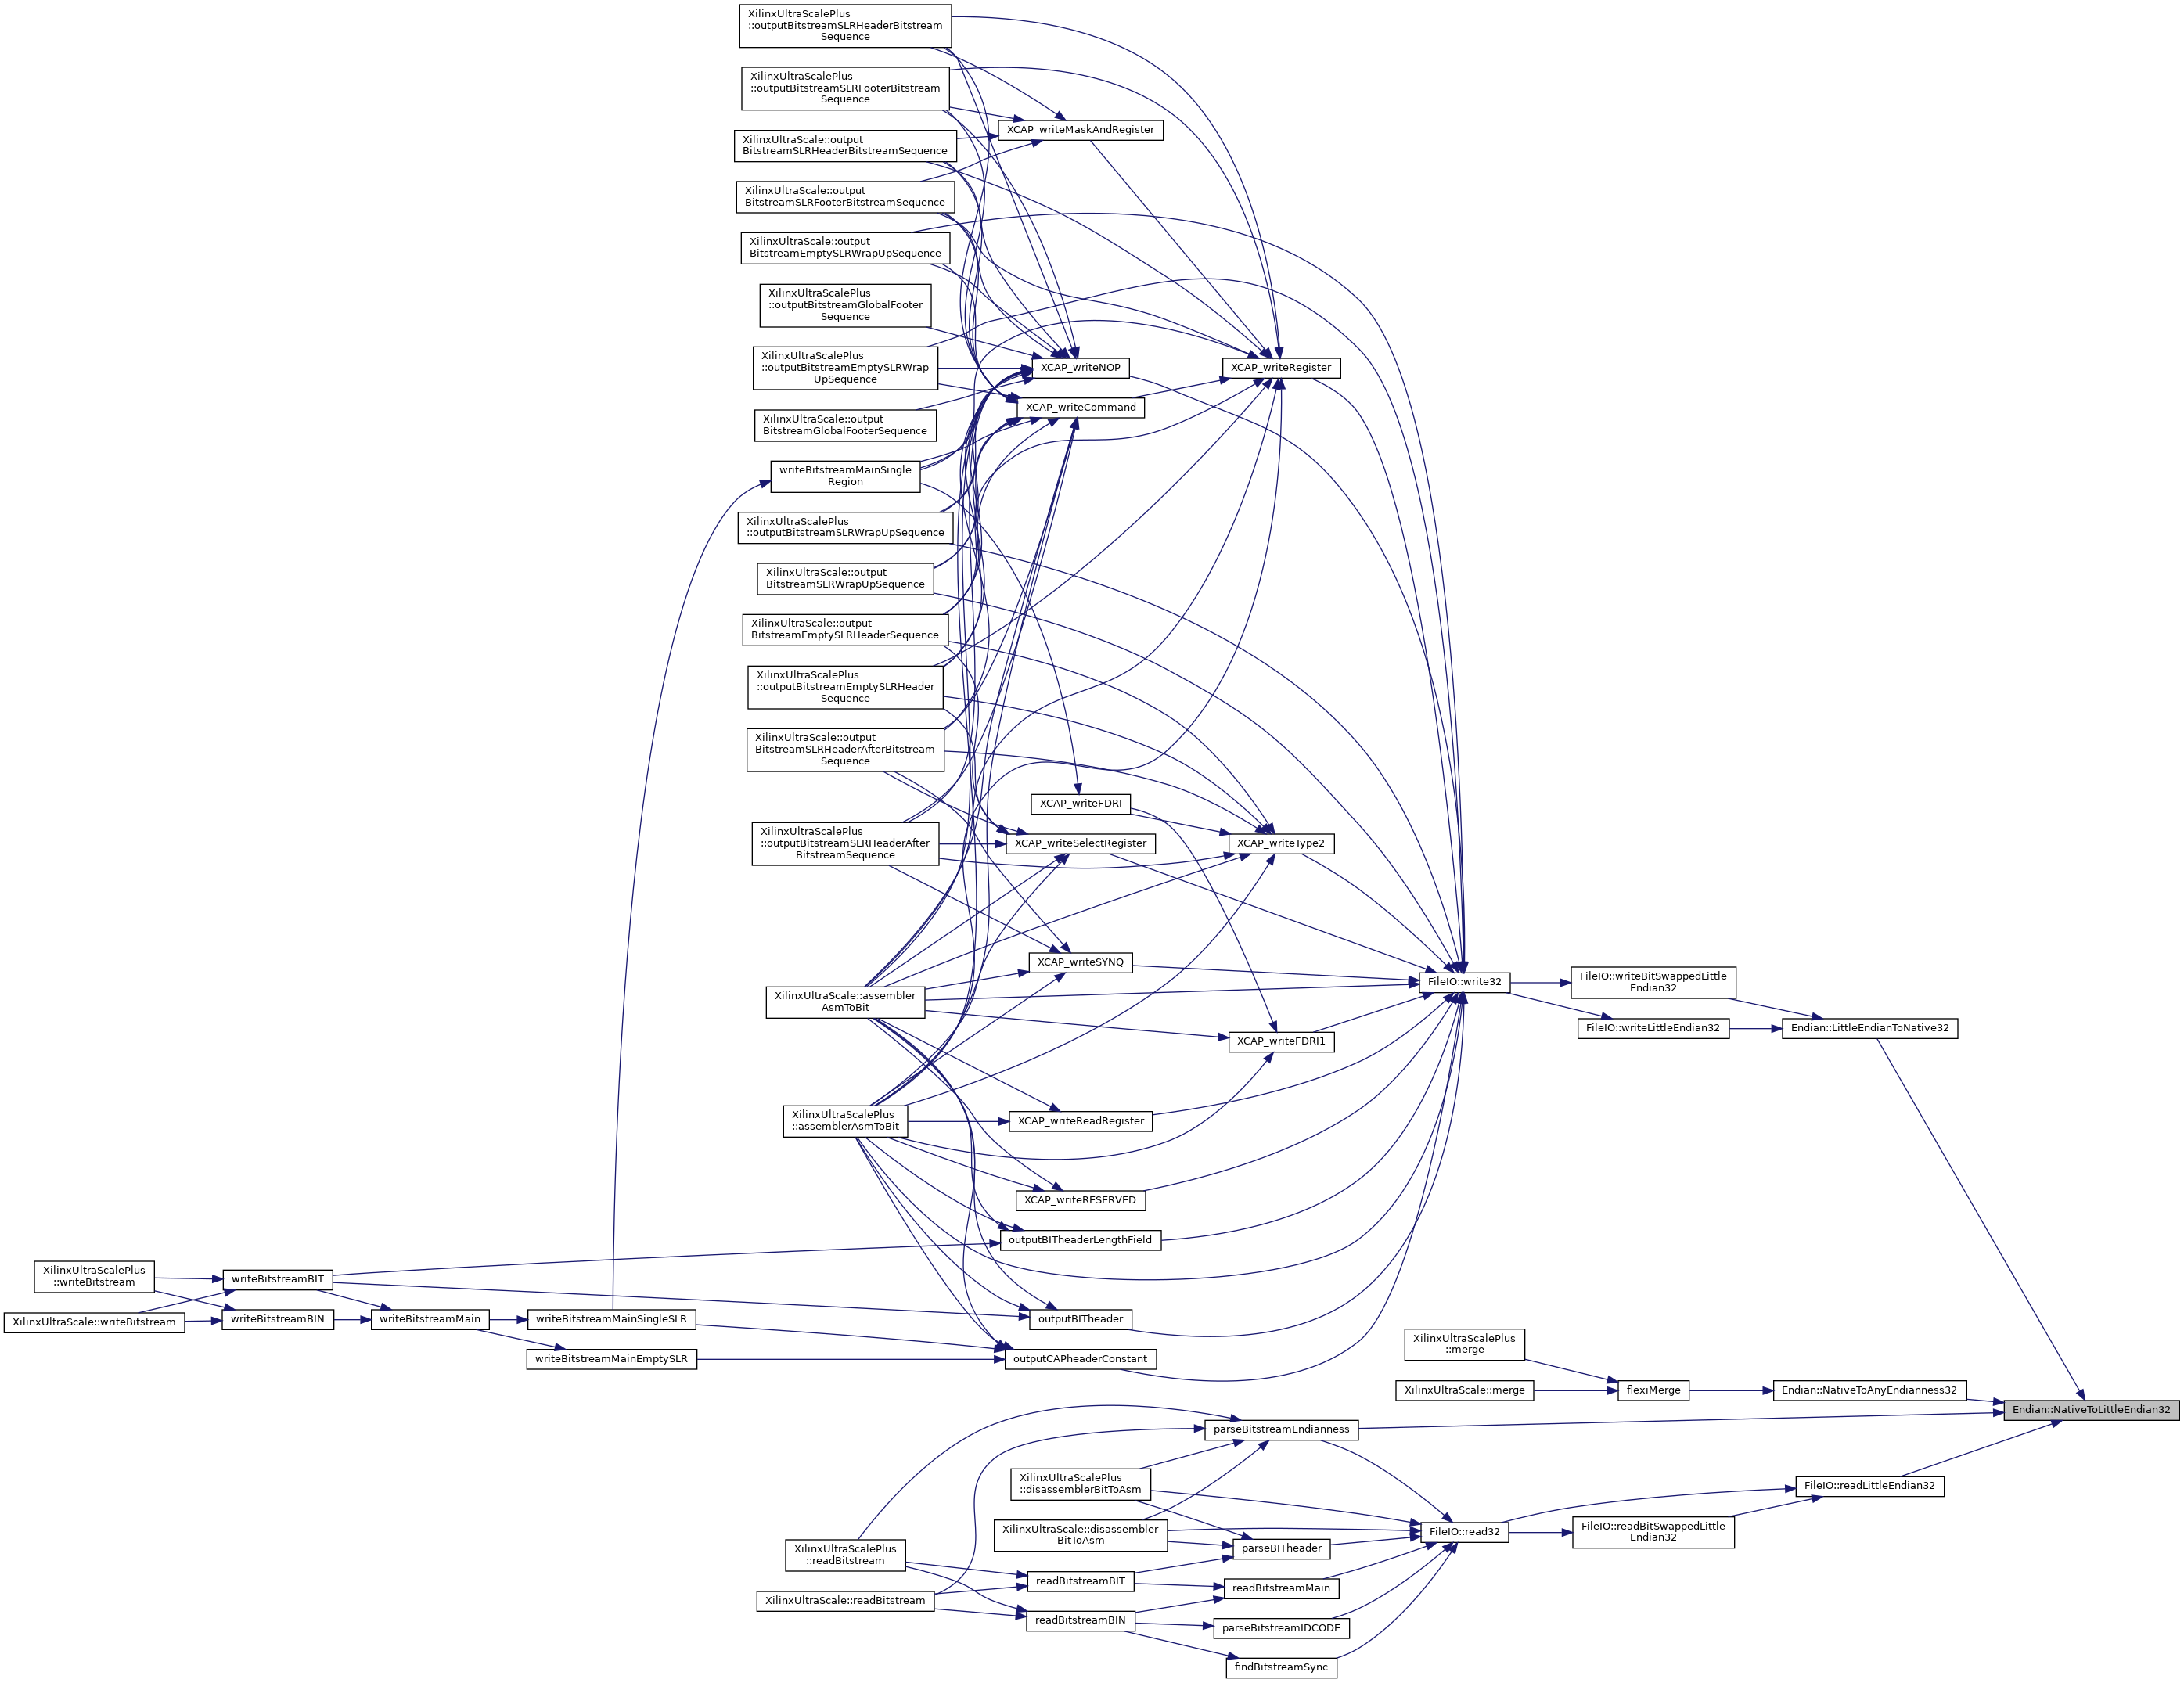 XilinxUltraScalePlus
::outputBitstreamSLRHeaderBitstream
Sequence
XilinxUltraScalePlus
::outputBitstreamSLRFooterBitstream
Sequence
XCAP_writeMaskAndRegister
XilinxUltraScale::output
BitstreamSLRHeaderBitstreamSequence
XilinxUltraScale::output
BitstreamSLRFooterBitstreamSequence
XilinxUltraScale::output
BitstreamEmptySLRWrapUpSequence
XilinxUltraScalePlus
::outputBitstreamGlobalFooter
Sequence
XilinxUltraScalePlus
::outputBitstreamEmptySLRWrap
UpSequence
XCAP_writeNOP
XCAP_writeRegister
XCAP_writeCommand
XilinxUltraScale::output
BitstreamGlobalFooterSequence
writeBitstreamMainSingle
Region
XilinxUltraScalePlus
::outputBitstreamSLRWrapUpSequence
XilinxUltraScale::output
BitstreamSLRWrapUpSequence
XilinxUltraScale::output
BitstreamEmptySLRHeaderSequence
XilinxUltraScalePlus
::outputBitstreamEmptySLRHeader
Sequence
XilinxUltraScale::output
BitstreamSLRHeaderAfterBitstream
Sequence
XCAP_writeFDRI
XilinxUltraScalePlus
::outputBitstreamSLRHeaderAfter
BitstreamSequence
XCAP_writeSelectRegister
XCAP_writeType2
XCAP_writeSYNQ
FileIO::write32
FileIO::writeBitSwappedLittle
Endian32
XilinxUltraScale::assembler
AsmToBit
FileIO::writeLittleEndian32
Endian::LittleEndianToNative32
XCAP_writeFDRI1
XilinxUltraScalePlus
::assemblerAsmToBit
XCAP_writeReadRegister
XCAP_writeRESERVED
outputBITheaderLengthField
XilinxUltraScalePlus
::writeBitstream
writeBitstreamBIT
XilinxUltraScale::writeBitstream
writeBitstreamBIN
writeBitstreamMain
writeBitstreamMainSingleSLR
outputBITheader
writeBitstreamMainEmptySLR
outputCAPheaderConstant
XilinxUltraScalePlus
::merge
XilinxUltraScale::merge
flexiMerge
Endian::NativeToAnyEndianness32
Endian::NativeToLittleEndian32
parseBitstreamEndianness
XilinxUltraScalePlus
::disassemblerBitToAsm
FileIO::readLittleEndian32
XilinxUltraScale::disassembler
BitToAsm
FileIO::read32
FileIO::readBitSwappedLittle
Endian32
XilinxUltraScalePlus
::readBitstream
parseBITheader
readBitstreamBIT
readBitstreamMain
XilinxUltraScale::readBitstream
readBitstreamBIN
parseBitstreamIDCODE
findBitstreamSync